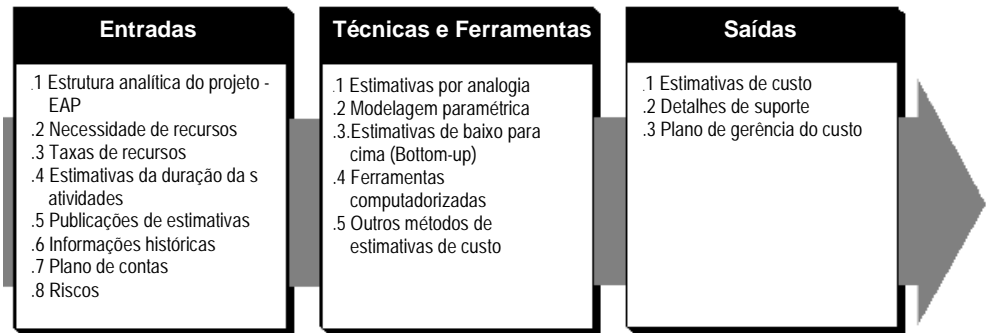 Entradas
.1 Estrutura analítica do projeto -
EAP
.2 Necessidade de recursos
.3 Taxas de recursos
.4 Estimativas da duração da s
atividades
.5 Publicações de estimativas
.6 Informações históricas
.7 Plano de contas
.8 Riscos
Técnicas e Ferramentas
.1 Estimativas por analogia
.2 Modelagem paramétrica
.3.Estimativas de baixo para
cima (Bottom-up)
.4 Ferramentas
computadorizadas
.5 Outros métodos de
estimativas de custo
Saídas
.1 Estimativas de custo
.2 Detalhes de suporte
.3 Plano de gerência do custo